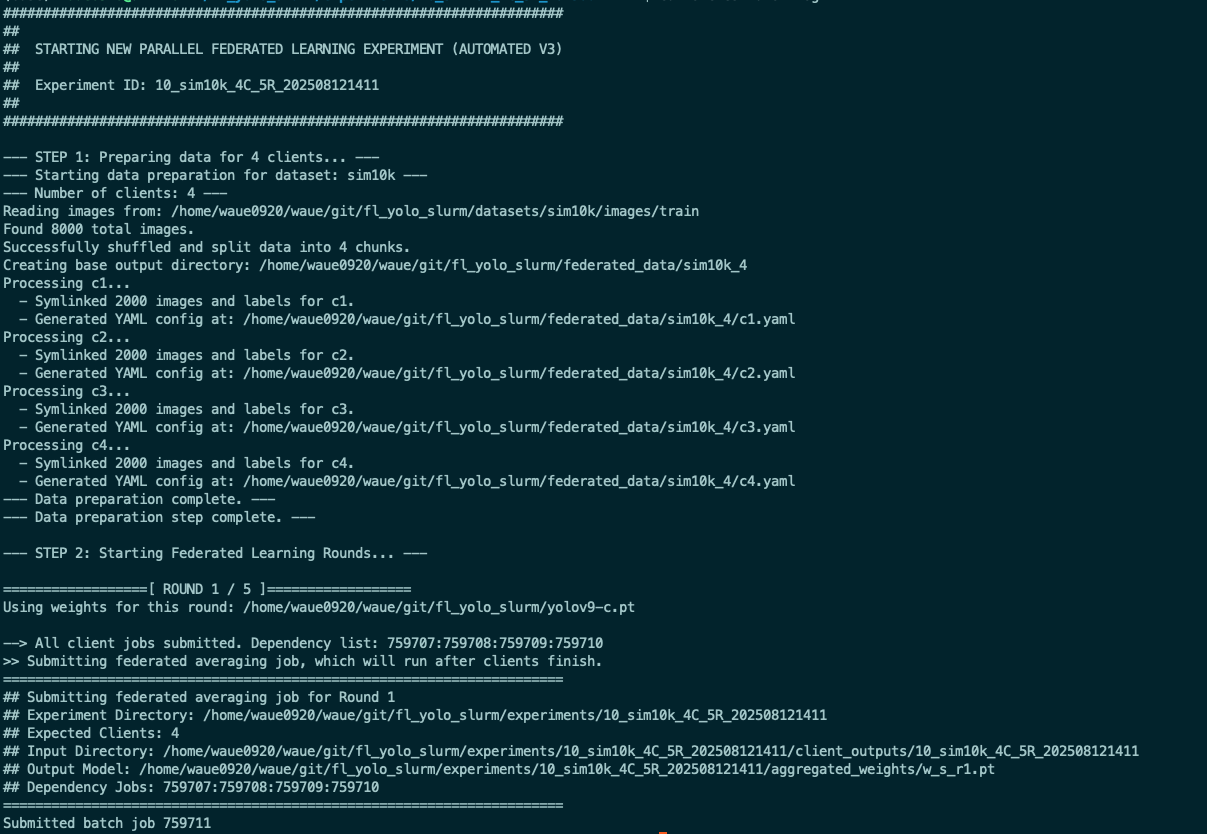 ######################################################################
##
##  STARTING NEW PARALLEL FEDERATED LEARNING EXPERIMENT (AUTOMATED V3)
##
##  Experiment ID: 10_sim10k_4C_5R_202508121411
##
######################################################################

--- STEP 1: Preparing data for 4 clients... ---
--- Starting data preparation for dataset: sim10k ---
--- Number of clients: 4 ---
Reading images from: /home/waue0920/waue/git/fl_yolo_slurm/datasets/sim10k/images/train
Found 8000 total images.
Successfully shuffled and split data into 4 chunks.
Creating base output directory: /home/waue0920/waue/git/fl_yolo_slurm/federated_data/sim10k_4
Processing c1...
  - Symlinked 2000 images and labels for c1.
  - Generated YAML config at: /home/waue0920/waue/git/fl_yolo_slurm/federated_data/sim10k_4/c1.yaml
Processing c2...
  - Symlinked 2000 images and labels for c2.
  - Generated YAML config at: /home/waue0920/waue/git/fl_yolo_slurm/federated_data/sim10k_4/c2.yaml
Processing c3...
  - Symlinked 2000 images and labels for c3.
  - Generated YAML config at: /home/waue0920/waue/git/fl_yolo_slurm/federated_data/sim10k_4/c3.yaml
Processing c4...
  - Symlinked 2000 images and labels for c4.
  - Generated YAML config at: /home/waue0920/waue/git/fl_yolo_slurm/federated_data/sim10k_4/c4.yaml
--- Data preparation complete. ---
--- Data preparation step complete. ---

--- STEP 2: Starting Federated Learning Rounds... ---

==================[ ROUND 1 / 5 ]==================
Using weights for this round: /home/waue0920/waue/git/fl_yolo_slurm/yolov9-c.pt

--> All client jobs submitted. Dependency list: 759707:759708:759709:759710
>> Submitting federated averaging job, which will run after clients finish.
======================================================================
## Submitting federated averaging job for Round 1
## Experiment Directory: /home/waue0920/waue/git/fl_yolo_slurm/experiments/10_sim10k_4C_5R_202508121411
## Expected Clients: 4
## Input Directory: /home/waue0920/waue/git/fl_yolo_slurm/experiments/10_sim10k_4C_5R_202508121411/client_outputs/10_sim10k_4C_5R_202508121411
## Output Model: /home/waue0920/waue/git/fl_yolo_slurm/experiments/10_sim10k_4C_5R_202508121411/aggregated_weights/w_s_r1.pt
## Dependency Jobs: 759707:759708:759709:759710
======================================================================
Submitted batch job 759711